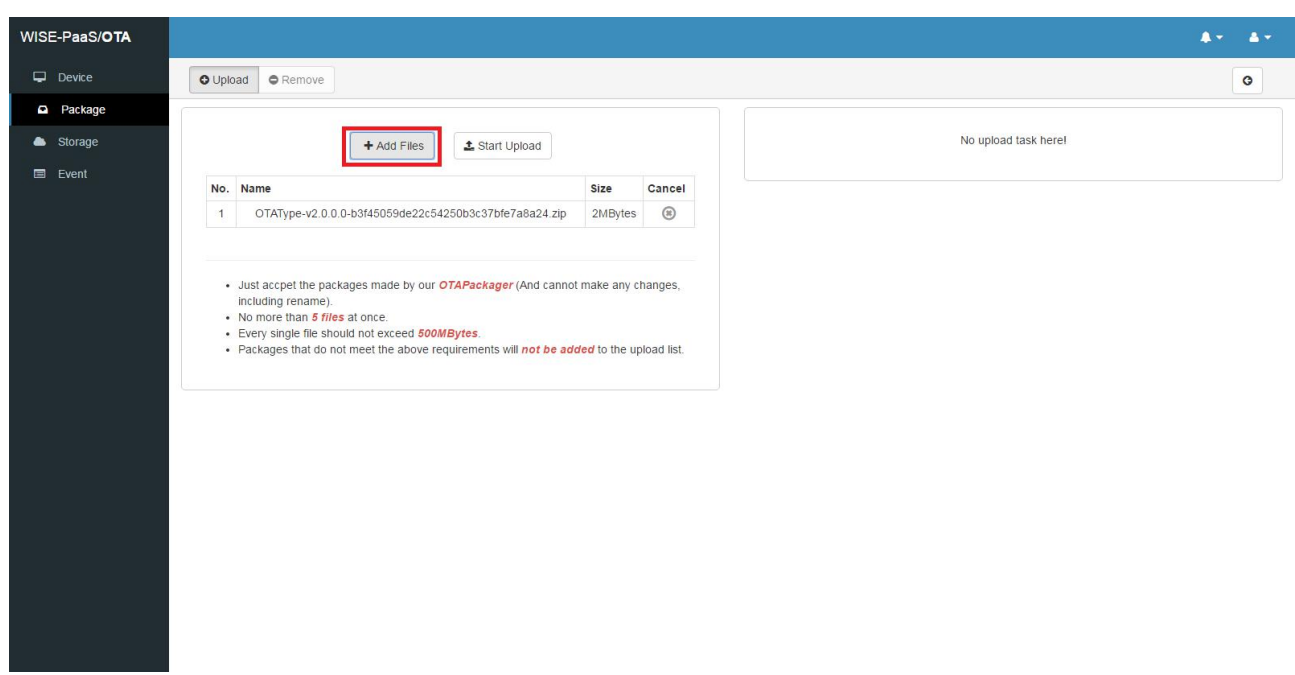 WISE-PaaS/OTA
Device
Package
Storage
Event
Upload
Remove
Add Files
Start Upload
No. Name Size Cancel
1 OTAType-v2.0.0.0-b3f45059de22c54250b3c37bfe7a8a24.zip 2MBytes
Just accpet the packages made by our OTAPackager (And cannot make any changes,
including rename).
No more than 5 files at once.
Every single file should not exceed 500MBytes.
Packages that do not meet the above requirements will not be added to the upload list.
No upload task here!